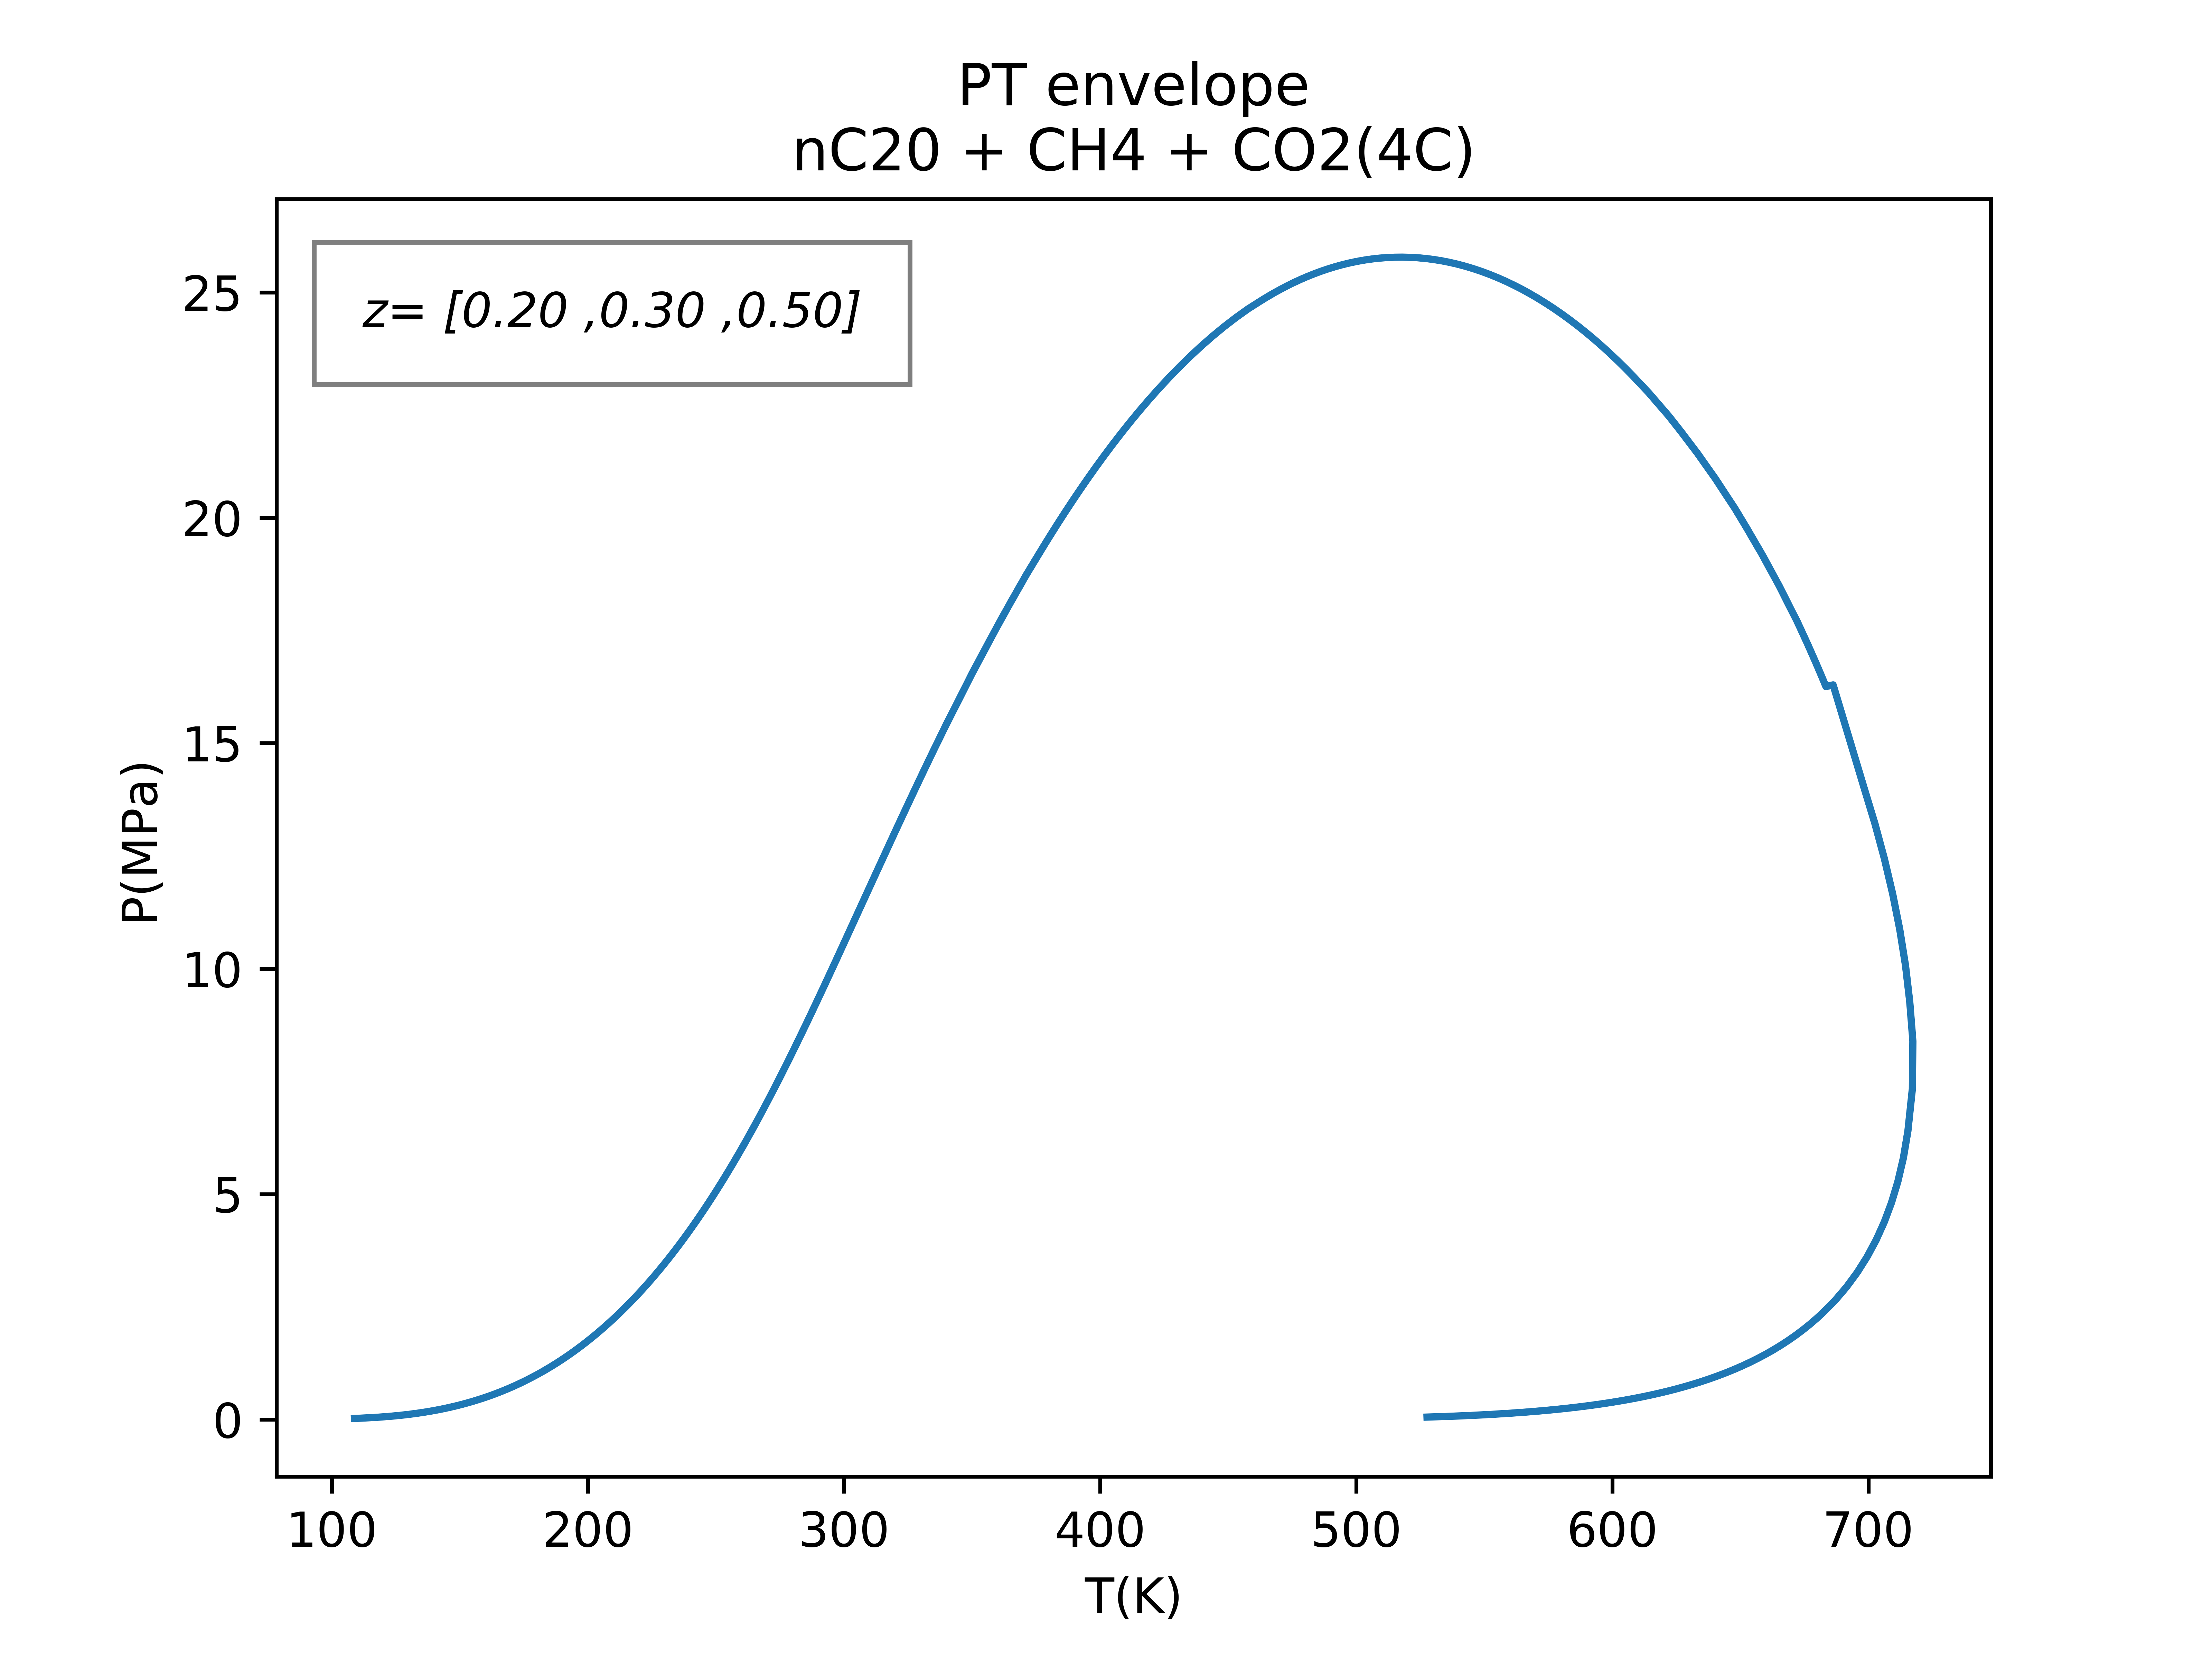 PT envelope
nC20 + CH4 + CO2(4C)
z= [0.20 ,0.30 ,0.50]
P(MPa)
25
20
15
10
5
0
100 200 300 400 500 600 700
T(K)